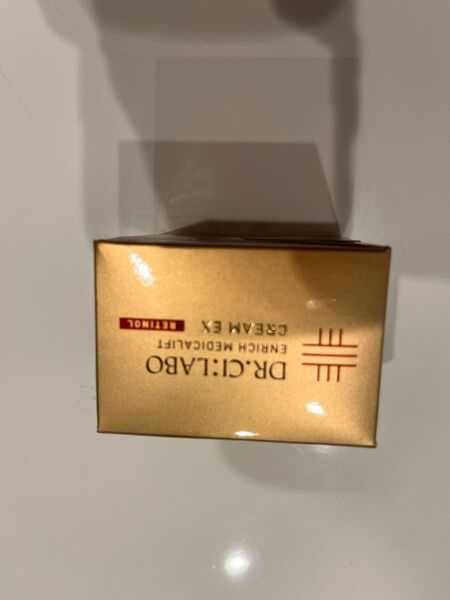 DR.CI:LABO
ENRICH MEDICALIFT
CREAM EX RETINOL